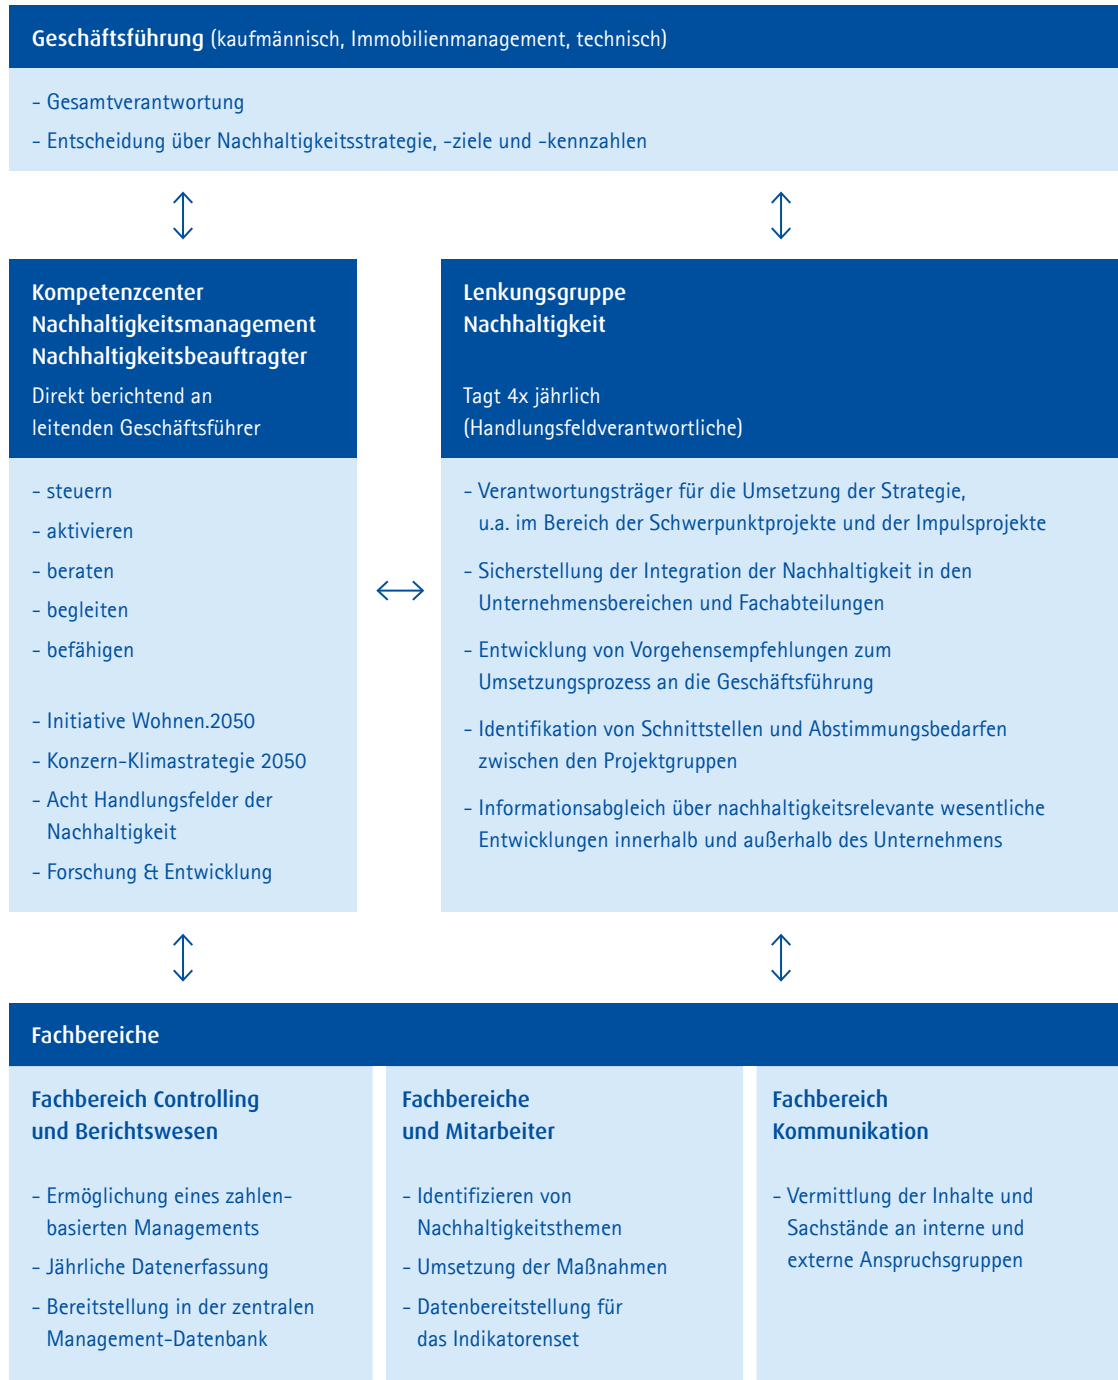 Geschäftsführung (kaufmännisch, Immobilienmanagement, technisch)
- Gesamtverantwortung
- Entscheidung über Nachhaltigkeitsstrategie, -ziele und -kennzahlen
Kompetenzcenter
Nachhaltigkeitsmanagement
Nachhaltigkeitsbeauftragter
Direkt berichtend an
leitenden Geschäftsführer
- steuern
- aktivieren
- beraten
- begleiten
- befähigen
- Initiative Wohnen.2050
- Konzern-Klimastrategie 2050
- Acht Handlungsfelder der
Nachhaltigkeit
- Forschung & Entwicklung
Lenkungsgruppe
Nachhaltigkeit
Tagt 4x jährlich
(Handlungsfeldverantwortliche)
- Verantwortungsträger für die Umsetzung der Strategie,
u.a. im Bereich der Schwerpunktprojekte und der Impulsprojekte
- Sicherstellung der Integration der Nachhaltigkeit in den
Unternehmensbereichen und Fachabteilungen
- Entwicklung von Vorgehensempfehlungen zum
Umsetzungsprozess an die Geschäftsführung
- Identifikation von Schnittstellen und Abstimmungsbedarfen
zwischen den Projektgruppen
- Informationsabgleich über nachhaltigkeitsrelevante wesentliche
Entwicklungen innerhalb und außerhalb des Unternehmens
Fachbereiche
Fachbereich Controlling
und Berichtswesen
- Ermöglichung eines zahlen-
basierten Managements
- Jährliche Datenerfassung
- Bereitstellung in der zentralen
Management-Datenbank
Fachbereiche
und Mitarbeiter
- Identifizieren von
Nachhaltigkeitsthemen
- Umsetzung der Maßnahmen
- Datenbereitstellung für
das Indikatorenset
Fachbereich
Kommunikation
- Vermittlung der Inhalte und
Sachstände an interne und
externe Anspruchsgruppen